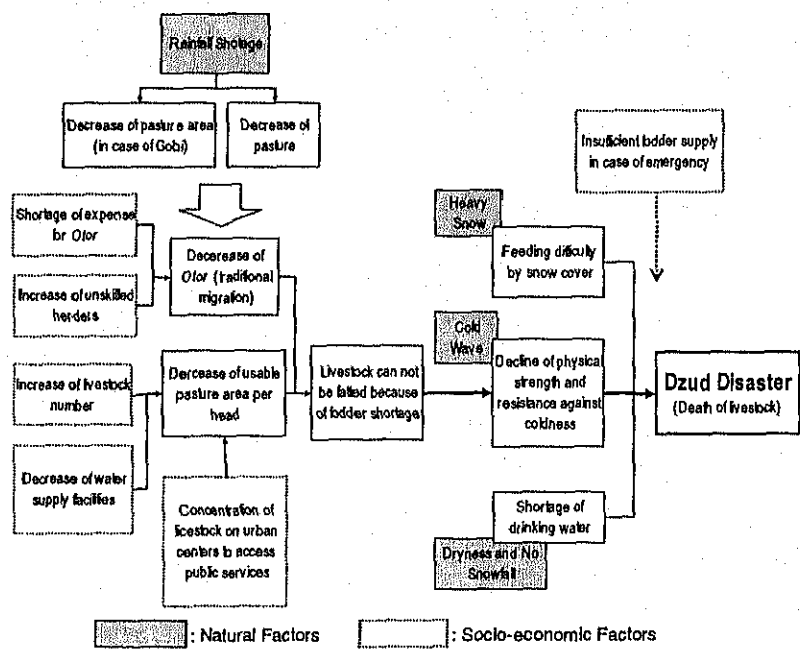 Rainfall Shotage
Decrease of pasture area
(in case of Gobi)
Decrease of
pasture
Insufficient fodder supply
in case of emergency
Shortage of expense
for Otor
Increase of unskilled
herders
Decerease of
Otor (traditional
migration)
Heavy
Snow
Feeding dificulty
by snow cover
Cold
Wave
Increase of livestock
number
Decrease of water
supply facilities
Dercease of usable
pasture area per
head
Livestock can not
be fatted because
of fodder shortage
Decline of physical
strength and
resistance against
coldness
Dzud Disaster
(Death of livestock)
Concentration of
licestock on urban
centers to access
public services
Shortage of
drinking water
Dryness and No
Snowfall
: Natural Factors
: Socio-economic Factors